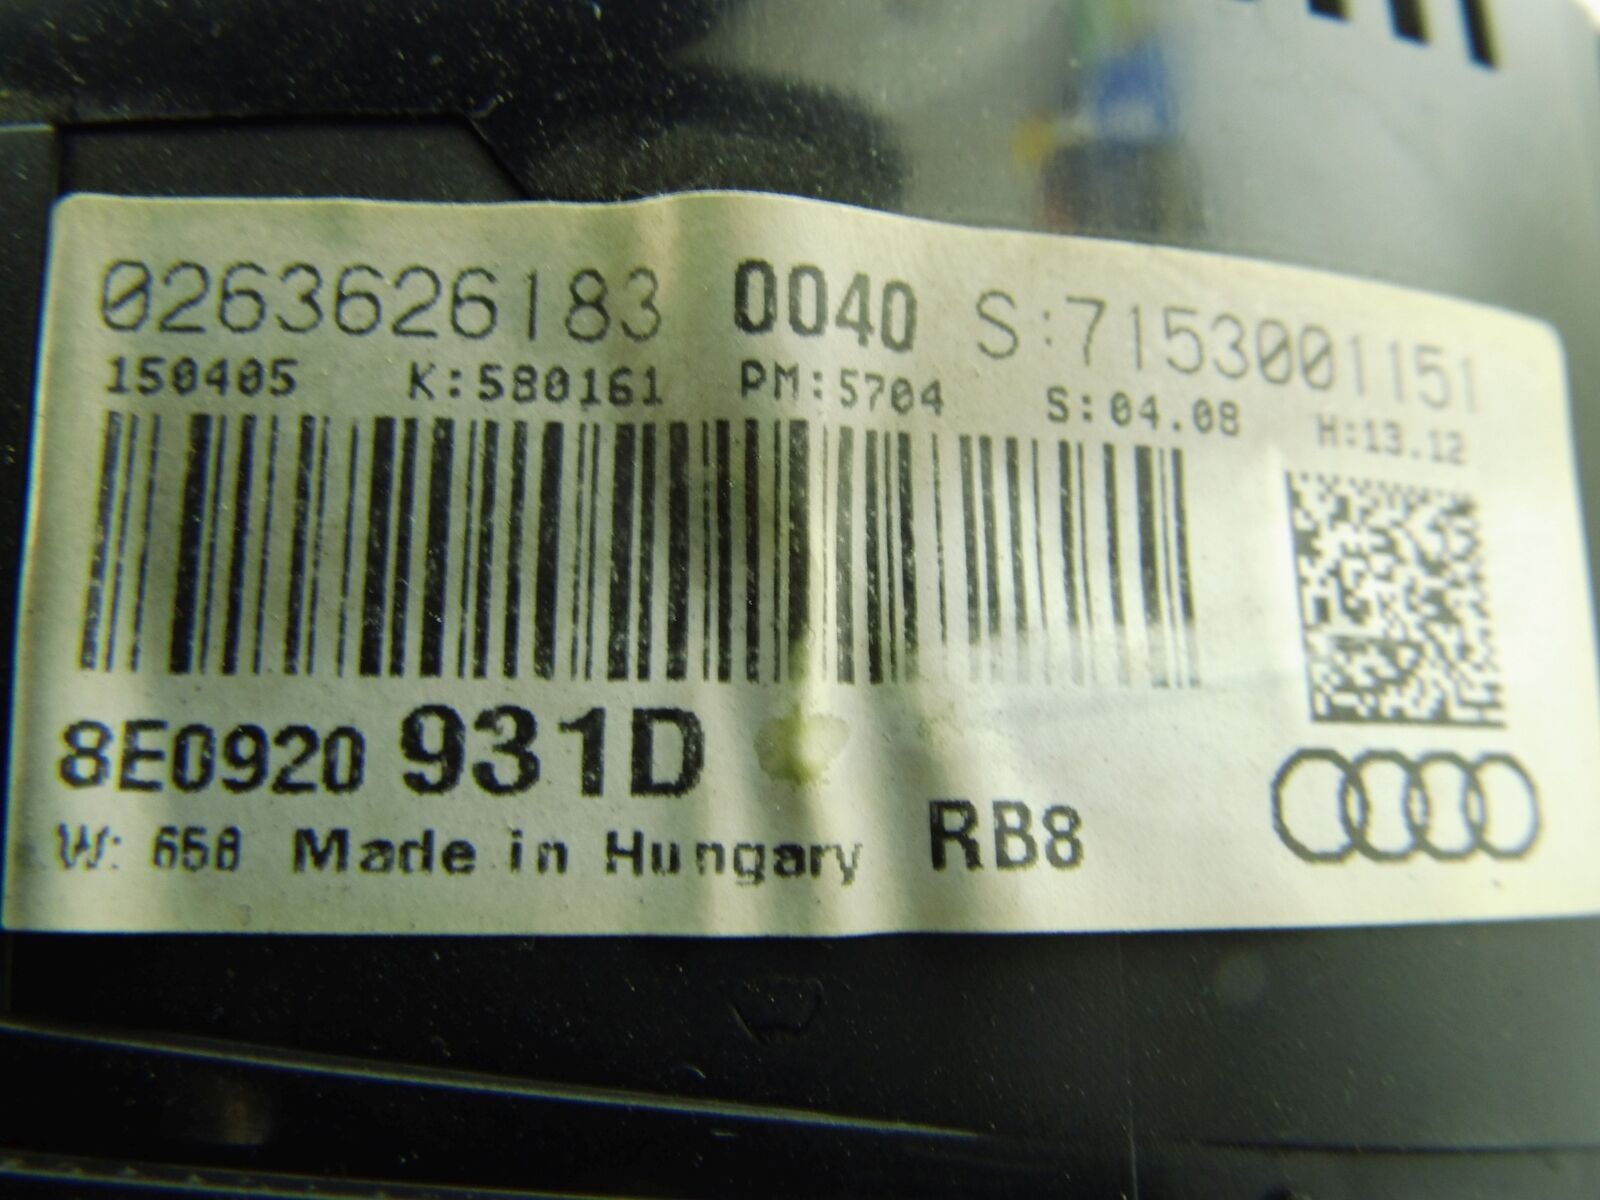 0263626183 0040 S:7153001151
150405 K:580161 PM:5704 S:04.08 H:13.12
8E0920 931D
W: 658 Made in Hungary RB8